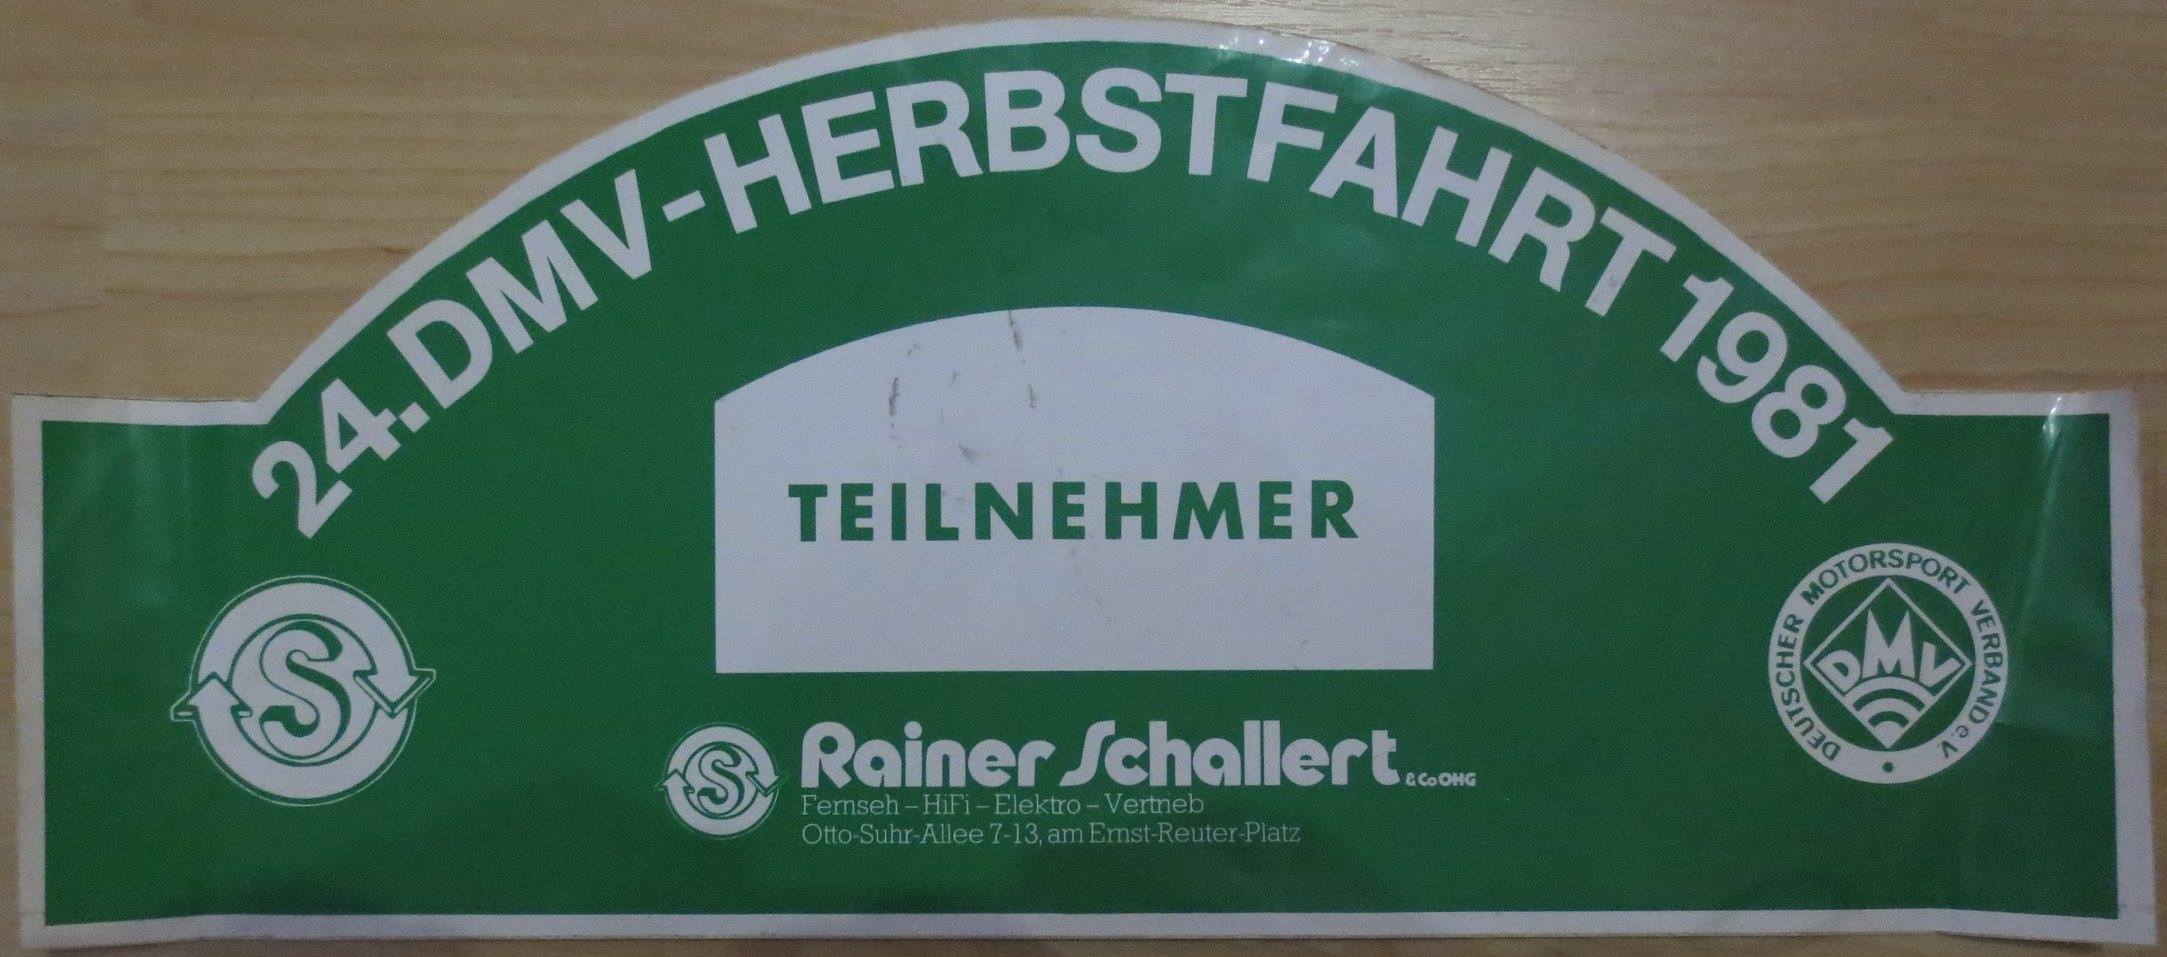 24. DMV-HERBSTFAHRT 1981
TEILNEHMER
S
S
Rainer Schallert & Co OHG
Fernseh – HiFi – Elektro – Vertrieb
Otto-Suhr-Allee 7-13, am Ernst-Reuter-Platz
DEUTSCHER MOTORSPORT VERBAND e.V.
DMV